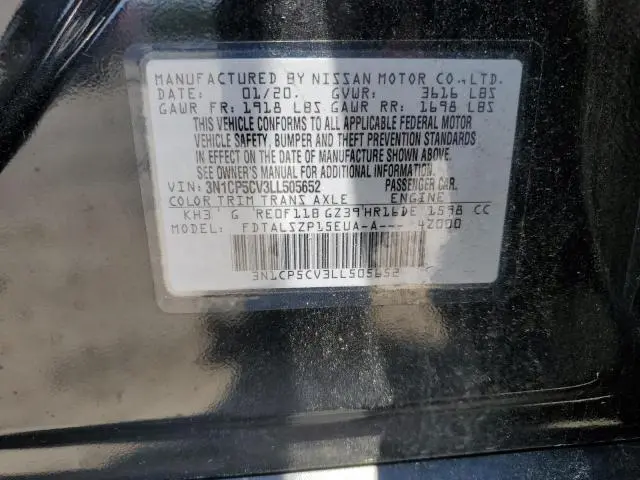 MANUFACTURED BY NISSAN MOTOR CO.,LTD.
DATE: 01/20. GVWR: 3616 LBS
GAWR FR: 1918 LBS GAWR RR: 1698 LBS
THIS VEHICLE CONFORMS TO ALL APPLICABLE FEDERAL MOTOR
VEHICLE SAFETY, BUMPER AND THEFT PREVENTION STANDARDS
IN EFFECT ON THE DATE OF MANUFACTURE SHOWN ABOVE.
SEE OWNER'S MANUAL FOR ADDITIONAL INFORMATION.
VIN: 3N1CP5CV3LL505652 PASSENGER CAR.
COLOR TRIM TRANS AXLE ENGINE
KH3 G RE0F11B GZ39 HR16DE 1598 CC
FDTALSZP15EUA-A--- 4Z000
3N1CP5CV3LL505652